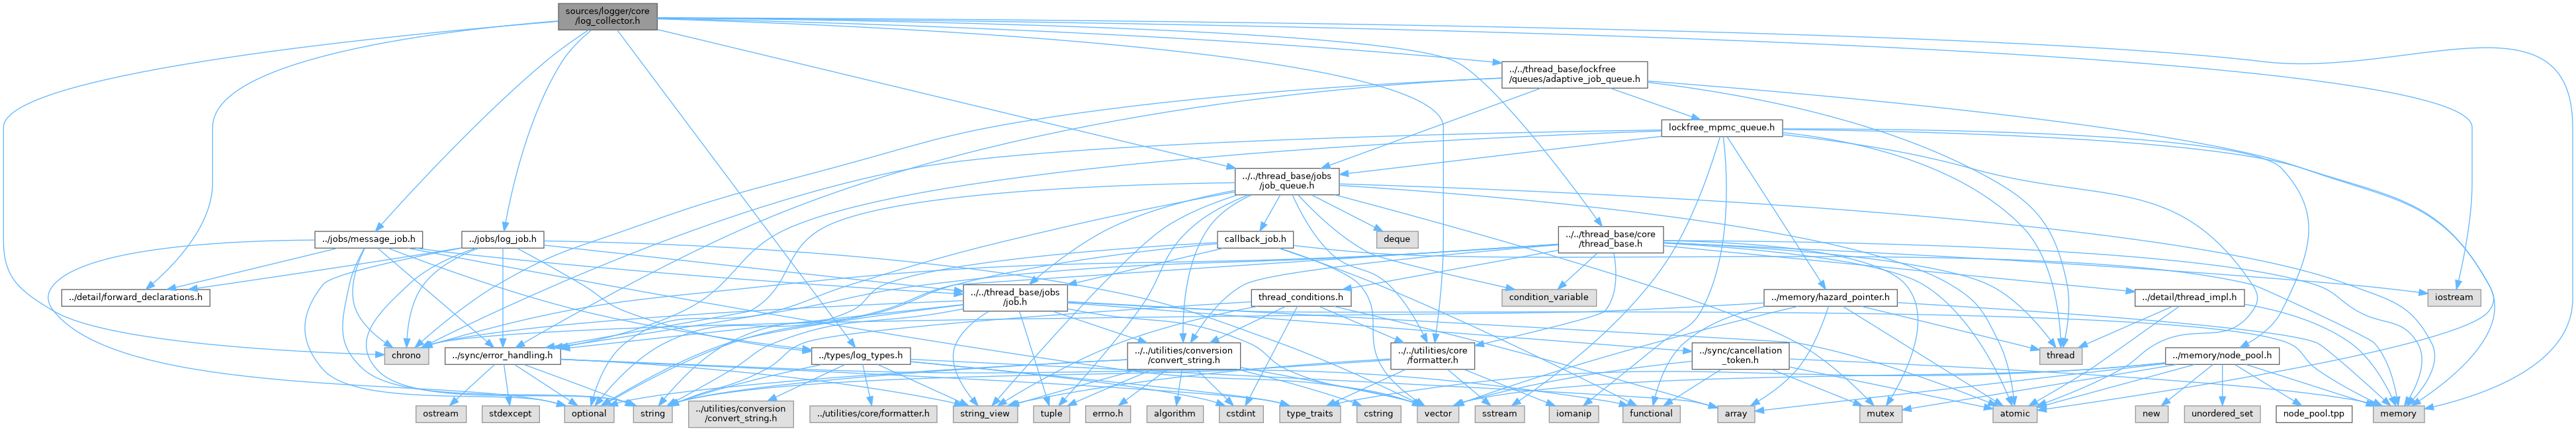 sources/logger/core
/log_collector.h
../../thread_base/lockfree
/queues/adaptive_job_queue.h
lockfree_mpmc_queue.h
../../thread_base/jobs
/job_queue.h
../jobs/message_job.h
../jobs/log_job.h
callback_job.h
deque
../../thread_base/core
/thread_base.h
../detail/forward_declarations.h
../../thread_base/jobs
/job.h
thread_conditions.h
condition_variable
../memory/hazard_pointer.h
../detail/thread_impl.h
iostream
chrono
../sync/error_handling.h
../types/log_types.h
../../utilities/conversion
/convert_string.h
../../utilities/core
/formatter.h
../sync/cancellation
_token.h
thread
../memory/node_pool.h
ostream
stdexcept
optional
string
../utilities/conversion
/convert_string.h
../utilities/core/formatter.h
string_view
tuple
errno.h
algorithm
cstdint
type_traits
cstring
vector
sstream
iomanip
functional
array
mutex
atomic
new
unordered_set
node_pool.tpp
memory